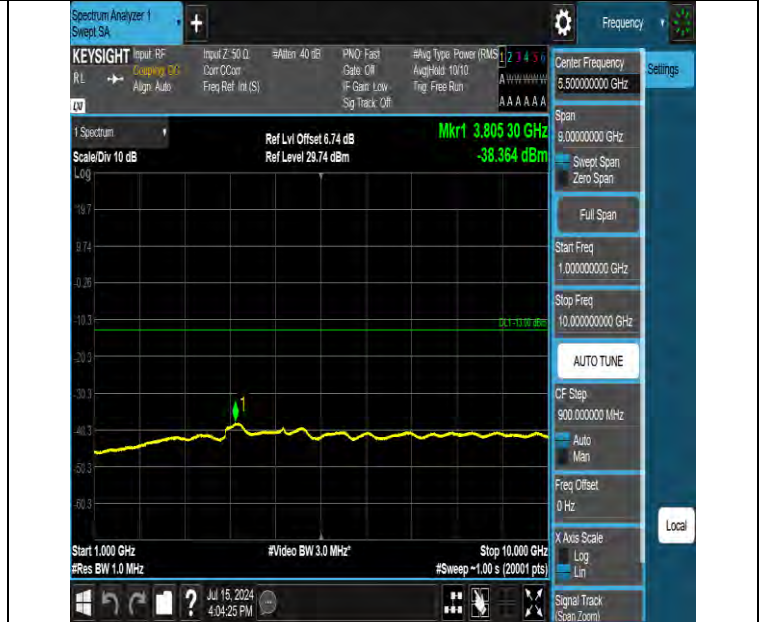 Spectrum Analyzer 1
Swept SA
Frequency
KEYSIGHT
Input: RF
Coupling: DC
Align: Auto
Input Z: 50 Ω
Corr CCorr
Freq Ref: Int (S)
#Atten: 40 dB
PNO: Fast
Gate: Off
IF Gain: Low
Sig Track: Off
#Avg Type: Power (RMS
Avg|Hold: 10/10
Trig: Free Run
1 2 3 4 5 6
A W W W W W
A A A A A A
RL
LXI
1 Spectrum
Scale/Div 10 dB
Log
Ref Lvl Offset 6.74 dB
Ref Level 29.74 dBm
Mkr1 3.805 30 GHz
-38.364 dBm
19.7
9.74
-0.26
-10.3
-20.3
-30.3
-40.3
-50.3
-60.3
DL1 -13.00 dBm
1
Start 1.000 GHz
#Res BW 1.0 MHz
#Video BW 3.0 MHz*
Stop 10.000 GHz
#Sweep ~1.00 s (20001 pts)
Center Frequency
5.500000000 GHz
Settings
Span
9.00000000 GHz
Swept Span
Zero Span
Full Span
Start Freq
1.000000000 GHz
Stop Freq
10.000000000 GHz
AUTO TUNE
CF Step
900.000000 MHz
Auto
Man
Freq Offset
0 Hz
X Axis Scale
Log
Lin
Signal Track
(Span Zoom)
Local
?
Jul 15, 2024
4:04:25 PM